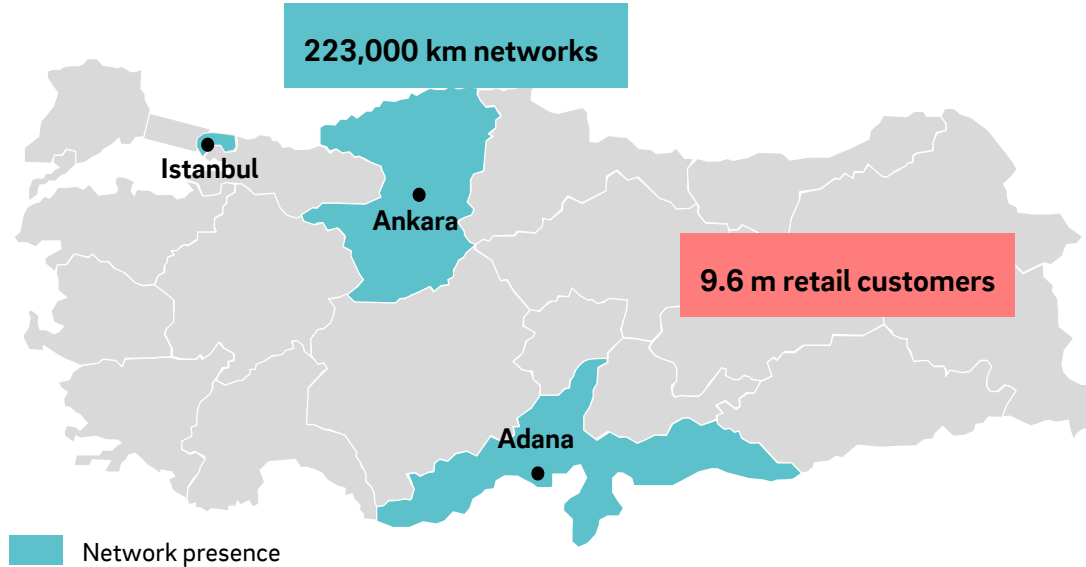 223,000 km networks
Istanbul
Ankara
9.6 m retail customers
Adana
Network presence